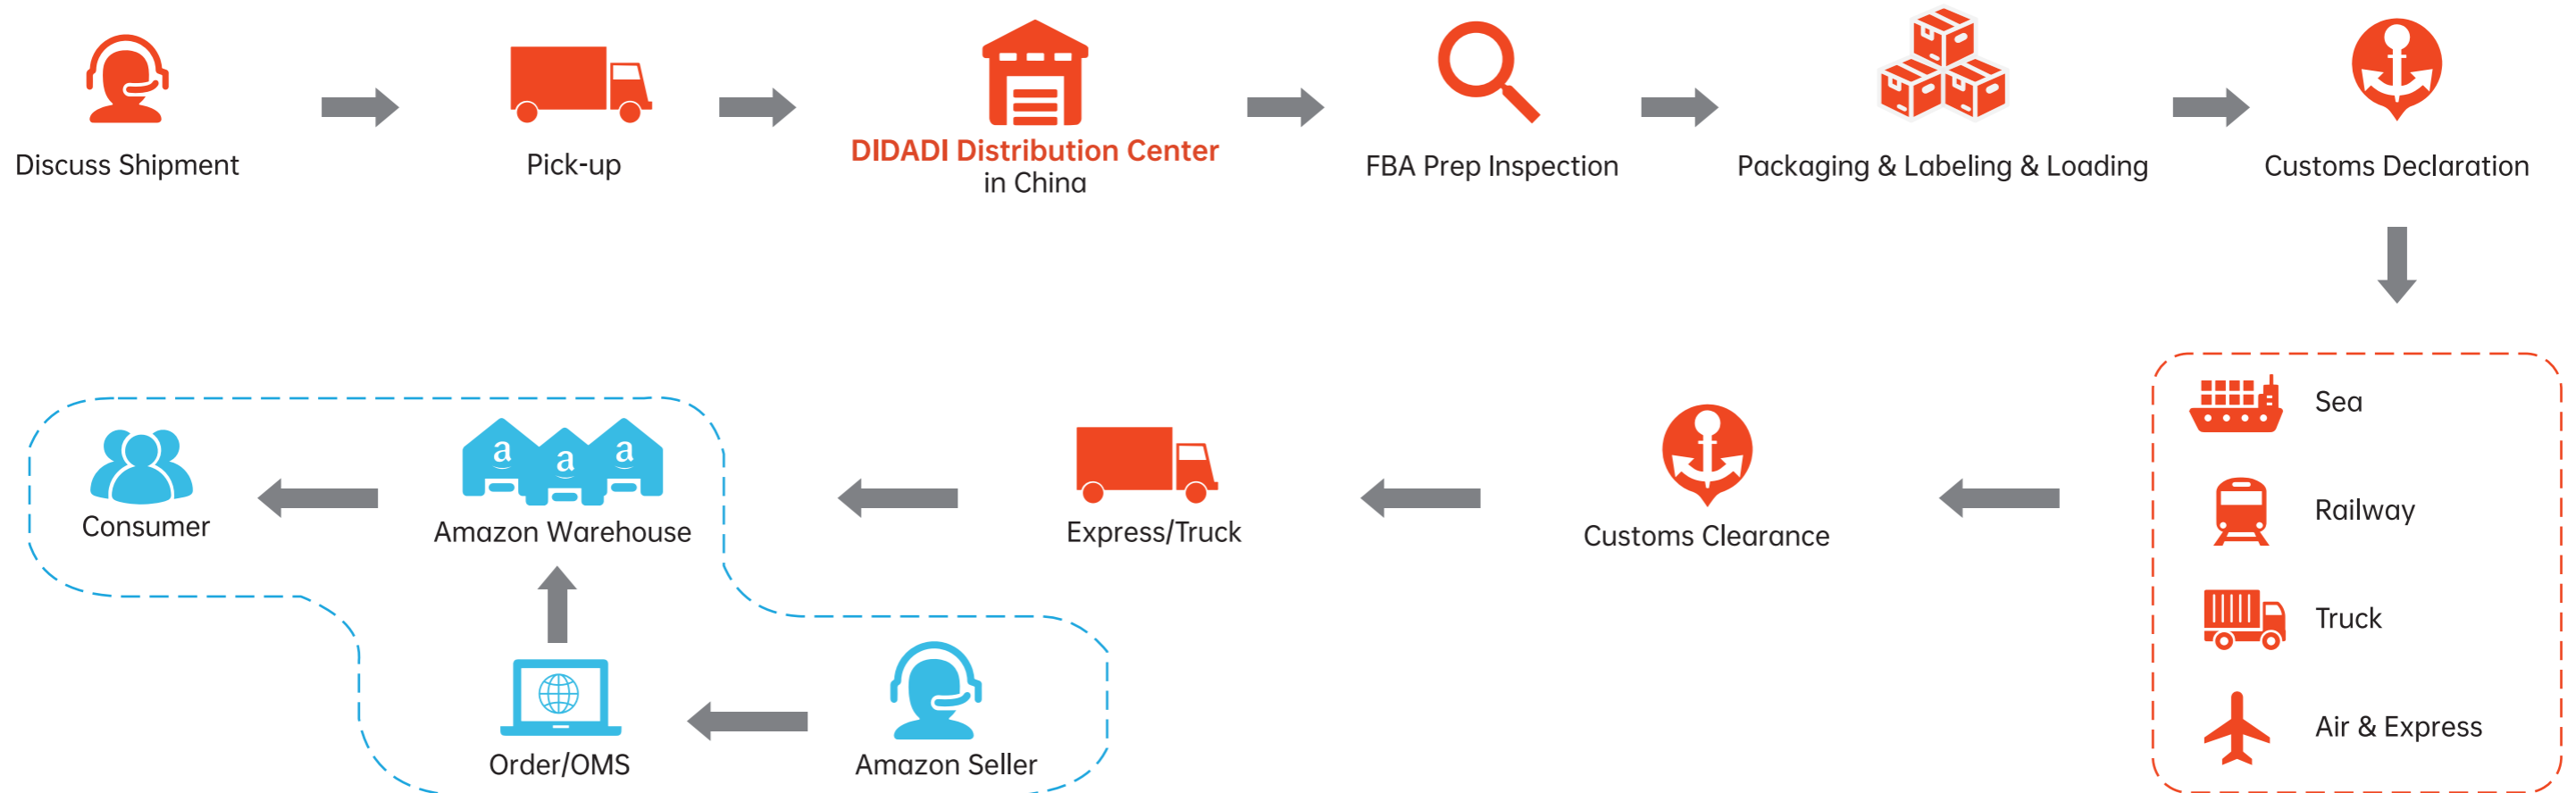 Discuss Shipment
Pick-up
DIDADI Distribution Center
in China
FBA Prep Inspection
Packaging & Labeling & Loading
Customs Declaration
Sea
Railway
Truck
Air & Express
Customs Clearance
Express/Truck
a
a
a
Amazon Warehouse
Consumer
Order/OMS
Amazon Seller